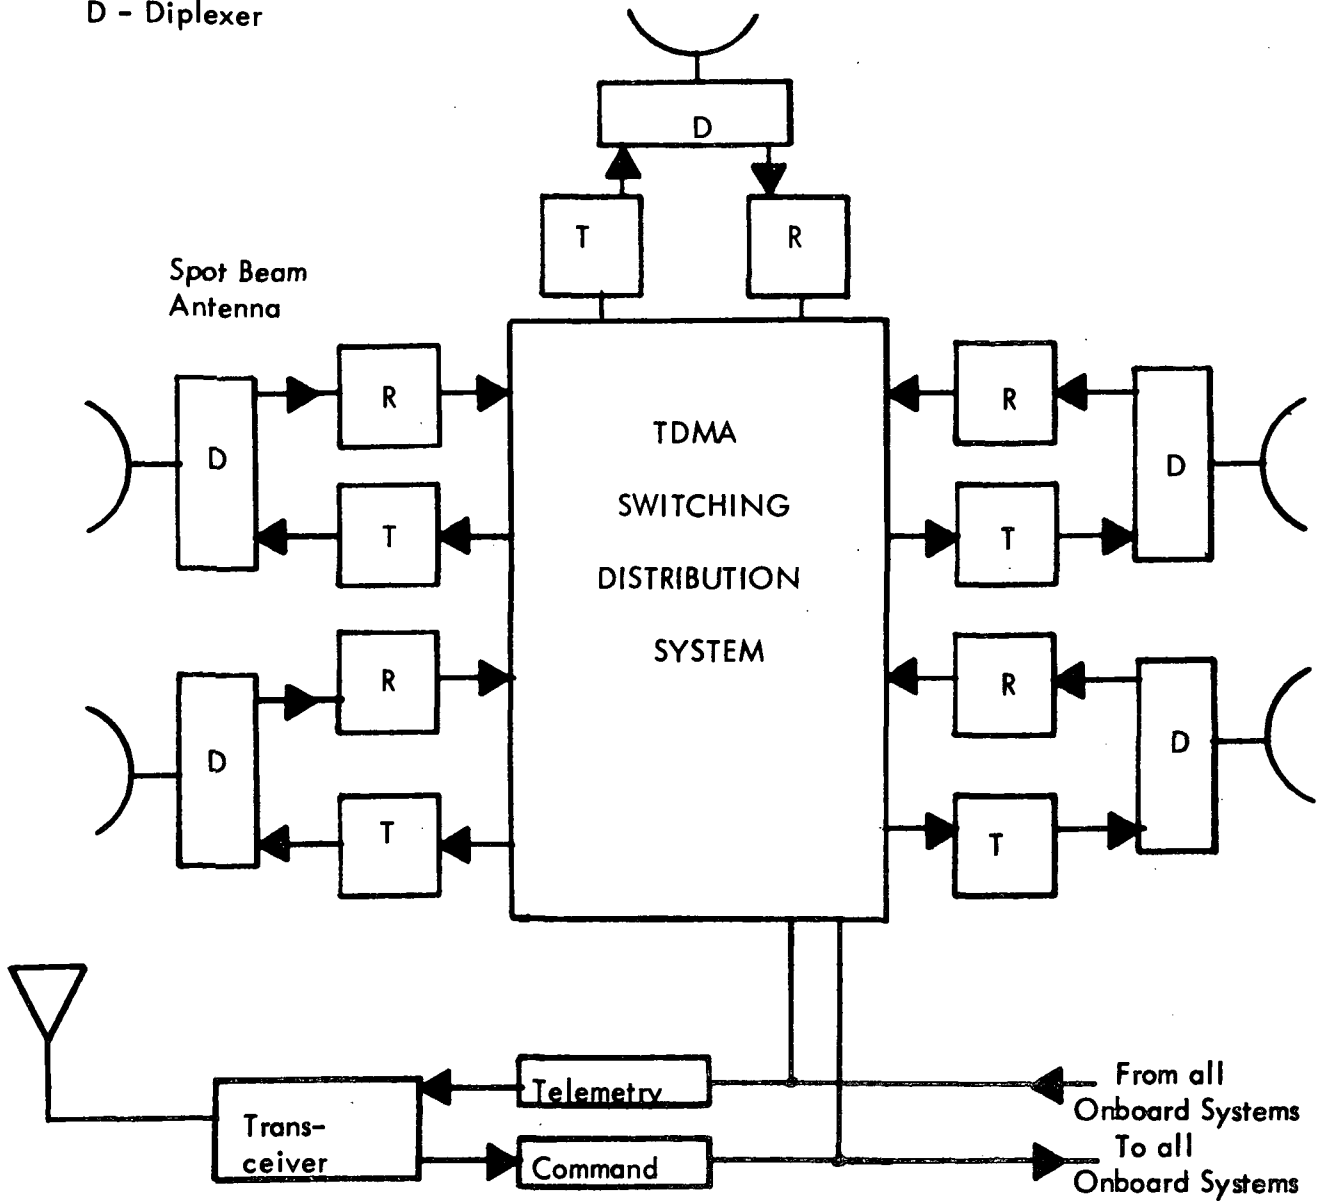 D - Diplexer
D
T
R
Spot Beam
Antenna
R
R
D
D
T
T
TDMA
SWITCHING
DISTRIBUTION
SYSTEM
R
R
D
D
T
T
Telemetry
From all
Onboard Systems
Trans-
ceiver
Command
To all
Onboard Systems